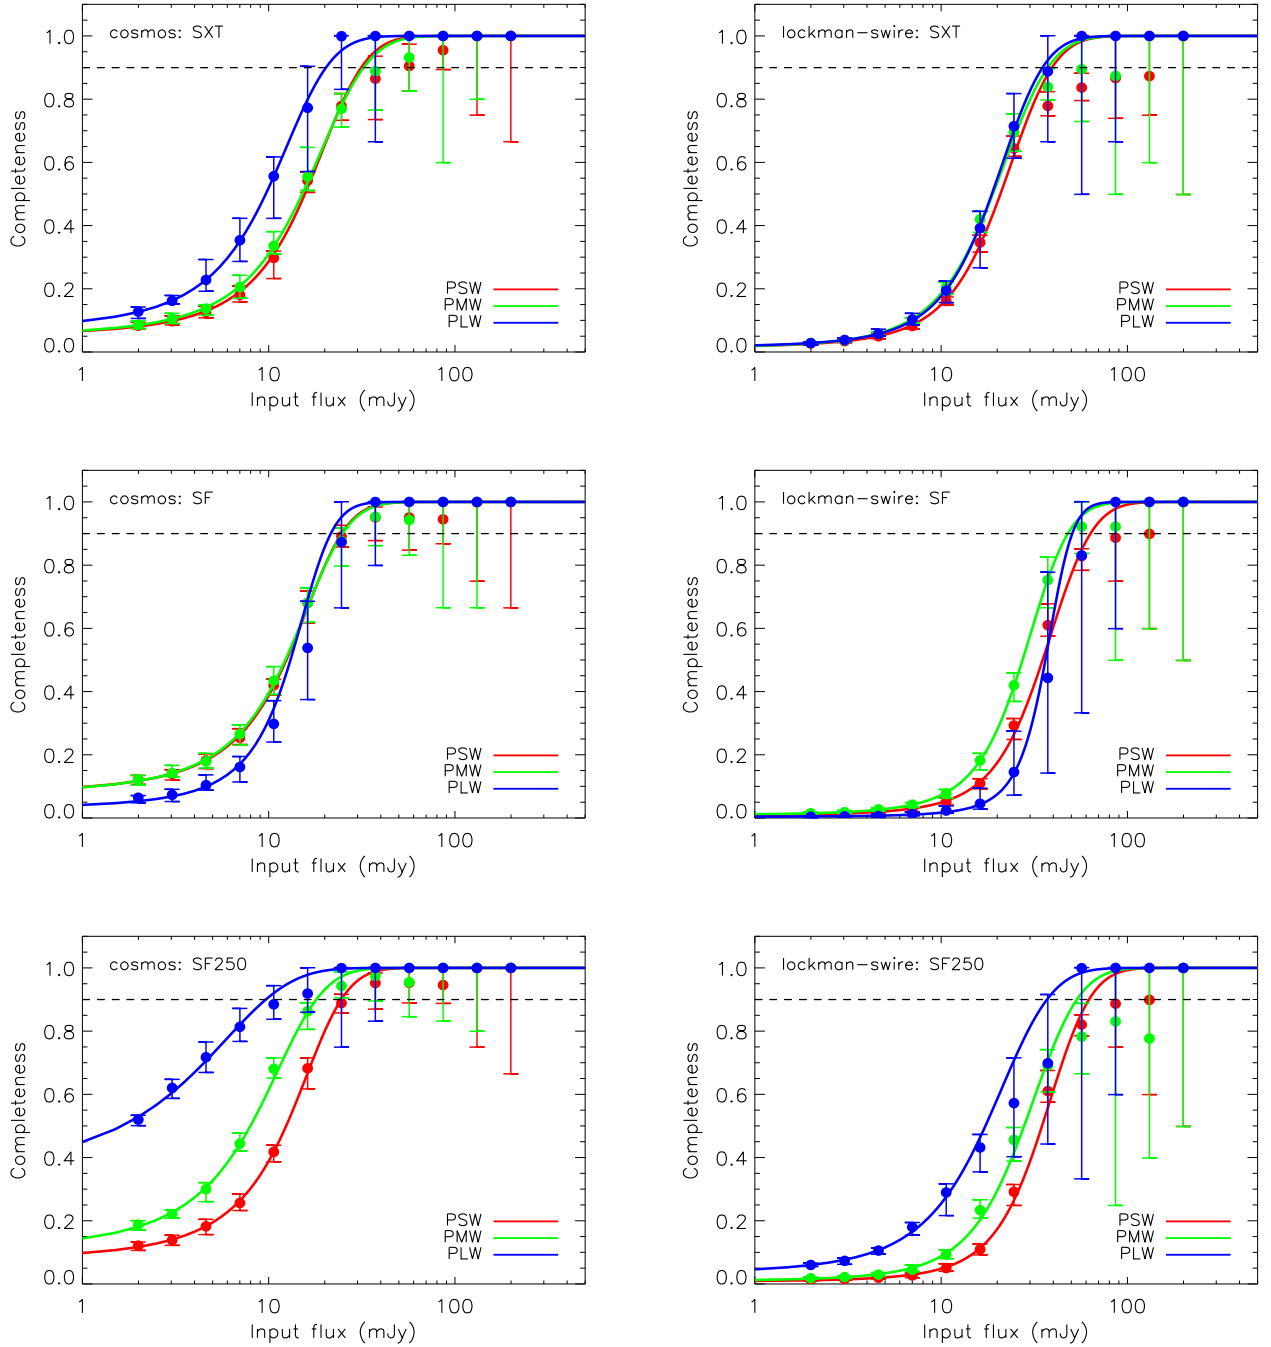 cosmos: SXT
1.0
0.8
0.6
0.4
0.2
0.0
Completeness
PSW
PMW
PLW
1
10
100
Input flux (mJy)
lockman-swire: SXT
1.0
0.8
0.6
0.4
0.2
0.0
Completeness
PSW
PMW
PLW
1
10
100
Input flux (mJy)
cosmos: SF
1.0
0.8
0.6
0.4
0.2
0.0
Completeness
PSW
PMW
PLW
1
10
100
Input flux (mJy)
lockman-swire: SF
1.0
0.8
0.6
0.4
0.2
0.0
Completeness
PSW
PMW
PLW
1
10
100
Input flux (mJy)
cosmos: SF250
1.0
0.8
0.6
0.4
0.2
0.0
Completeness
PSW
PMW
PLW
1
10
100
Input flux (mJy)
lockman-swire: SF250
1.0
0.8
0.6
0.4
0.2
0.0
Completeness
PSW
PMW
PLW
1
10
100
Input flux (mJy)